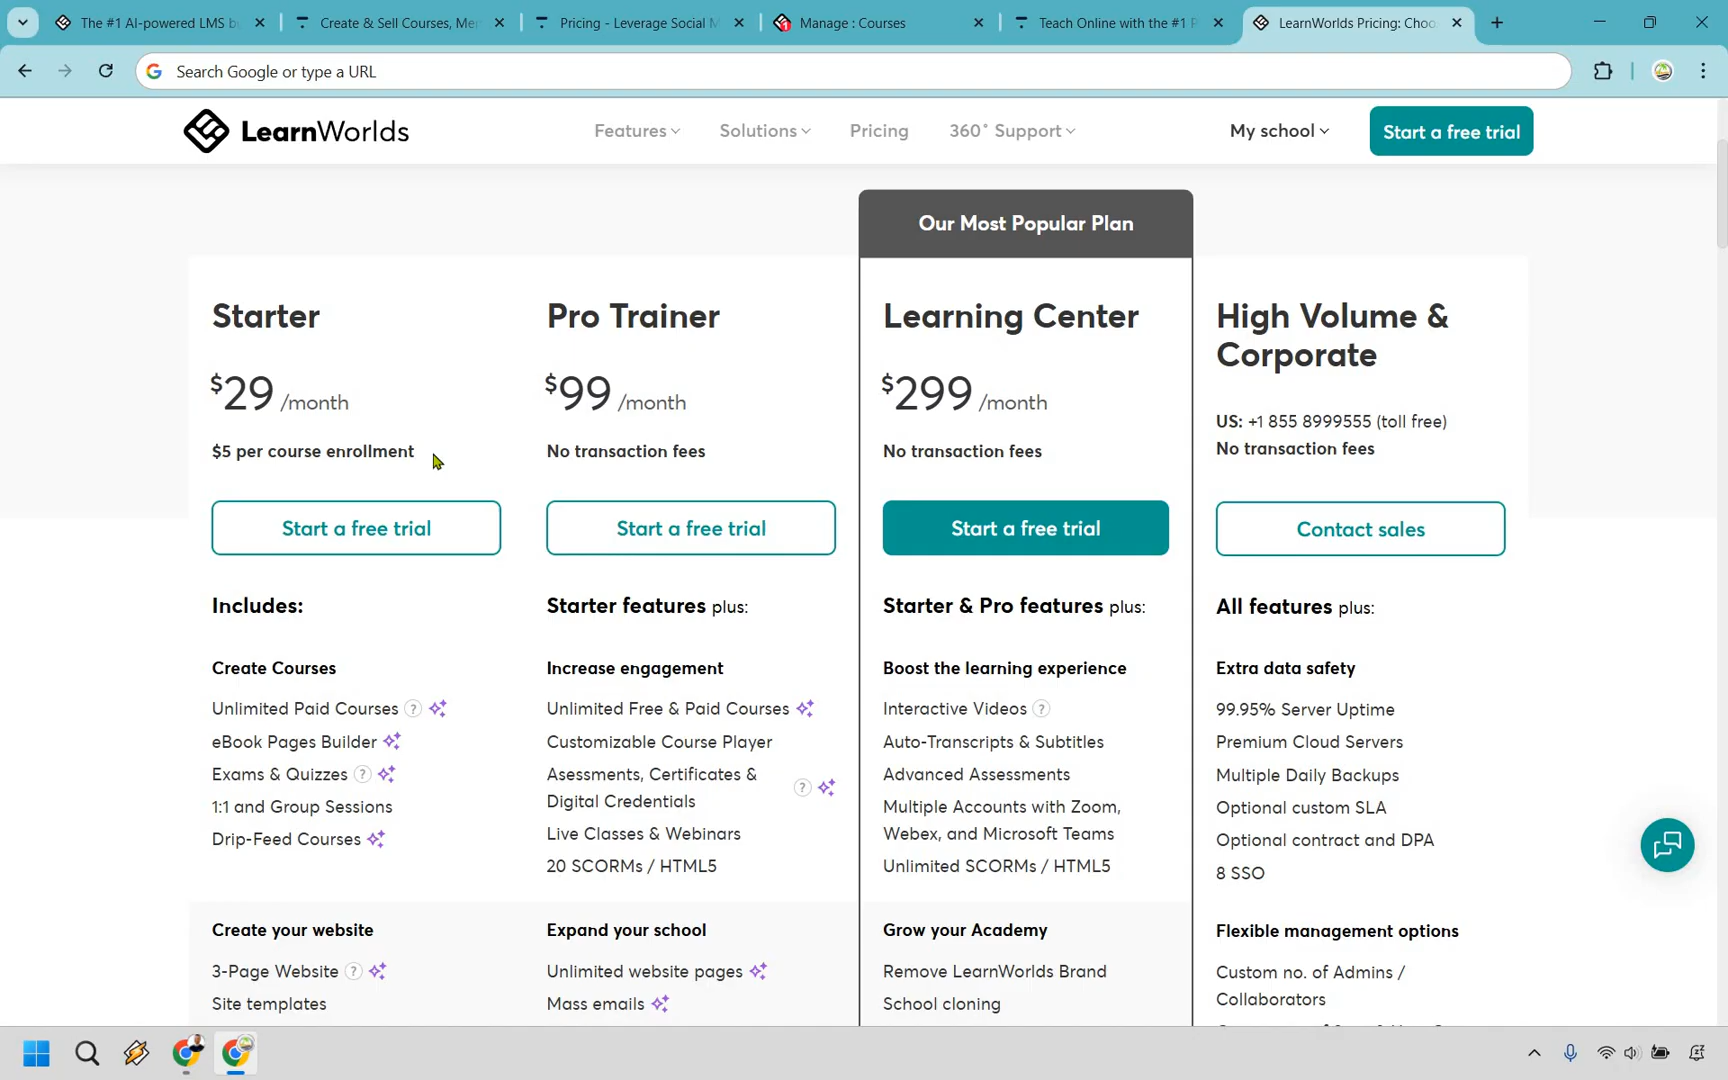 The #1 AI-powered LMS b
Create & Sell Courses, Me
Pricing - Leverage Social M
Manage : Courses
Teach Online with the #1 P
LearnWorlds Pricing: Choo
Search Google or type a URL
LearnWorlds
Features
Solutions
Pricing
360° Support
My school
Start a free trial
Our Most Popular Plan
Starter
$29 /month
$5 per course enrollment
Start a free trial
Includes:
Create Courses
Unlimited Paid Courses ?
eBook Pages Builder
Exams & Quizzes ?
1:1 and Group Sessions
Drip-Feed Courses
Create your website
3-Page Website ?
Site templates
Pro Trainer
$99 /month
No transaction fees
Start a free trial
Starter features plus:
Increase engagement
Unlimited Free & Paid Courses
Customizable Course Player
Asessments, Certificates &
Digital Credentials ?
Live Classes & Webinars
20 SCORMs / HTML5
Expand your school
Unlimited website pages
Mass emails
Learning Center
$299 /month
No transaction fees
Start a free trial
Starter & Pro features plus:
Boost the learning experience
Interactive Videos ?
Auto-Transcripts & Subtitles
Advanced Assessments
Multiple Accounts with Zoom,
Webex, and Microsoft Teams
Unlimited SCORMs / HTML5
Grow your Academy
Remove LearnWorlds Brand
School cloning
High Volume &
Corporate
US: +1 855 8999555 (toll free)
No transaction fees
Contact sales
All features plus:
Extra data safety
99.95% Server Uptime
Premium Cloud Servers
Multiple Daily Backups
Optional custom SLA
Optional contract and DPA
8 SSO
Flexible management options
Custom no. of Admins /
Collaborators